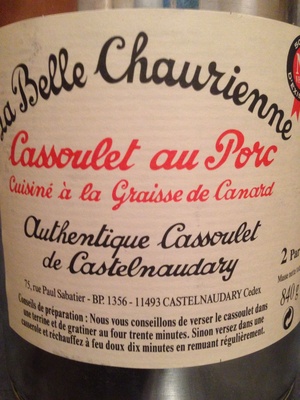 La Belle Chaurienne
Cassoulet au Porc
Cuisiné à la Graisse de Canard
Authentique Cassoulet
de Castelnaudary
73, rue Paul Sabatier - BP. 1356 - 11493 CASTELNAUDARY Cedex
Conseils de préparation : Nous vous conseillons de verser le cassoulet dans
une terrine et de gratiner au four trente minutes. Sinon versez dans une
casserole et réchauffez à feu doux dix minutes en remuant régulièrement.
2 Par